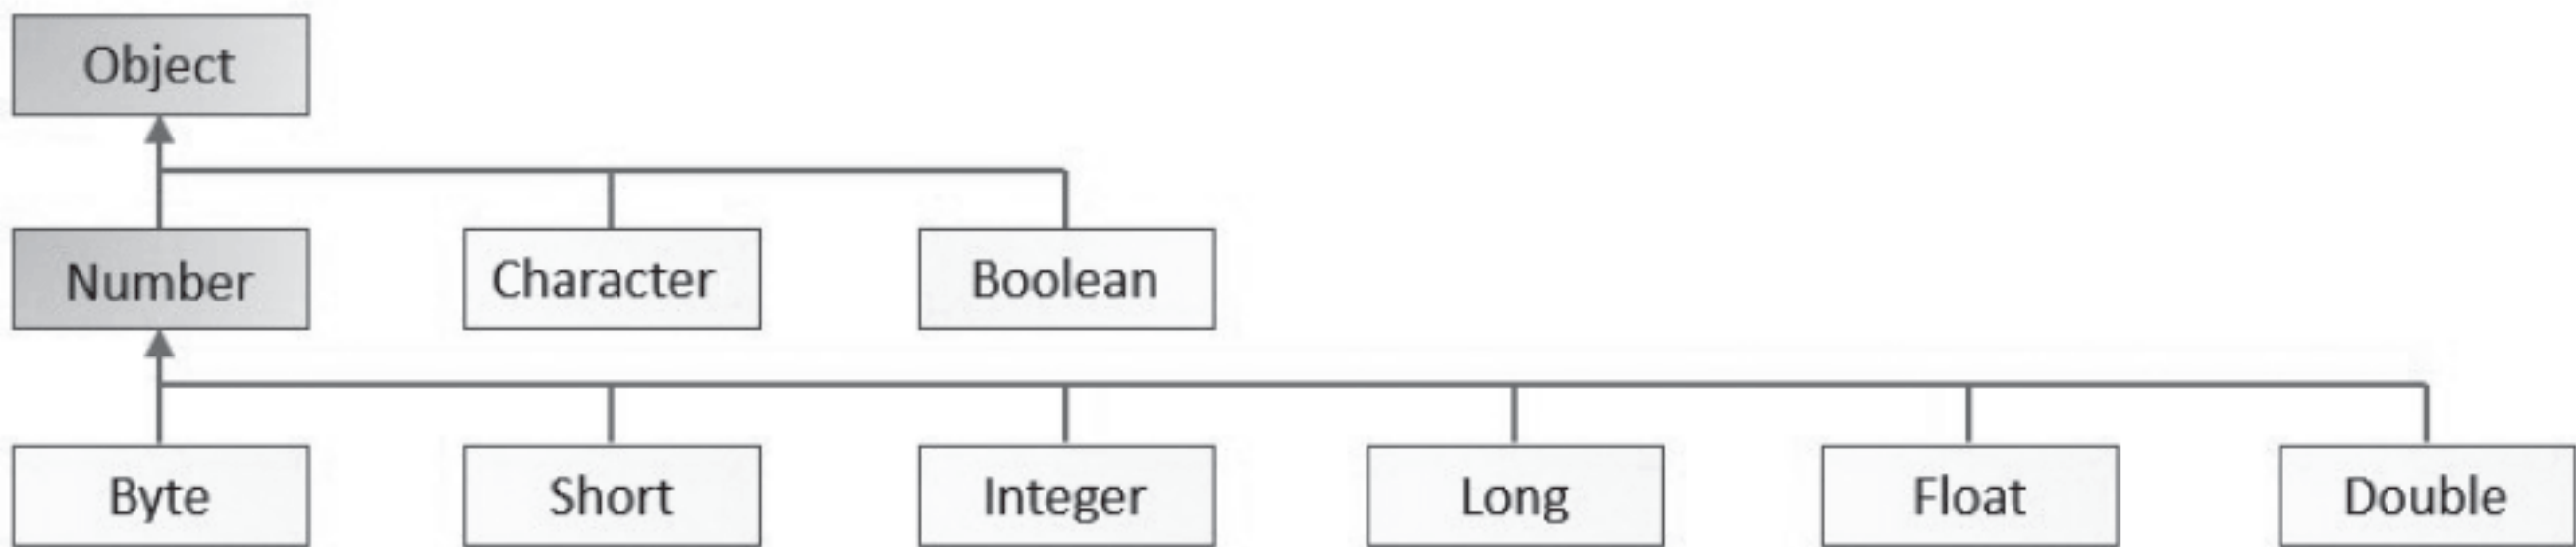 Object
Number
Character
Boolean
Byte
Short
Integer
Long
Float
Double